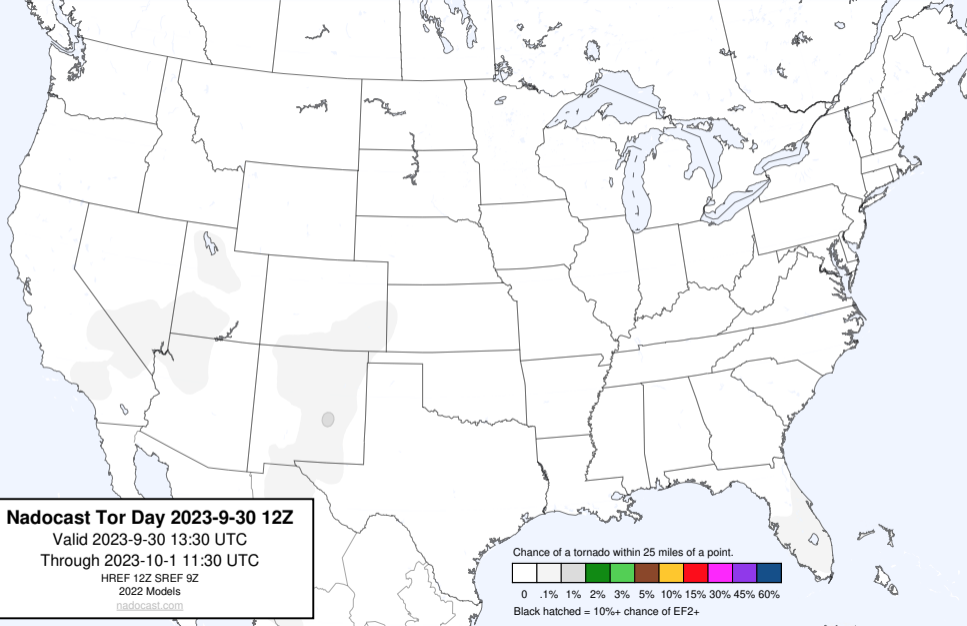 Nadocast Tor Day 2023-9-30 12Z
Valid 2023-9-30 13:30 UTC
Through 2023-10-1 11:30 UTC
HREF 12Z SREF 9Z
2022 Models
nadocast.com
Chance of a tornado within 25 miles of a point.
0 .1% 1% 2% 3% 5% 10% 15% 30% 45% 60%
Black hatched = 10%+ chance of EF2+